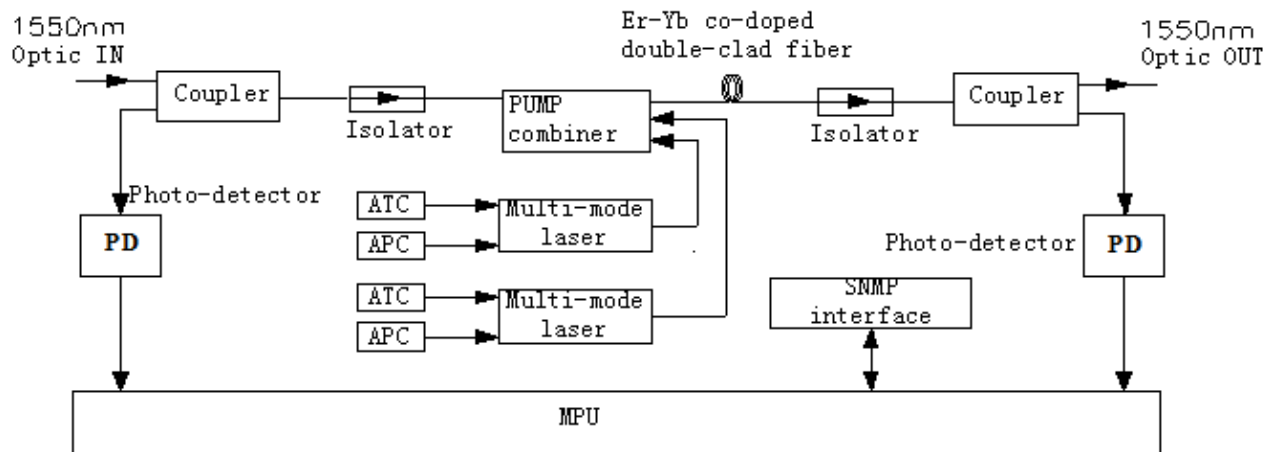 1550nm
Optic IN
Er-Yb co-doped
double-clad fiber
1550nm
Optic OUT
Coupler
Isolator
PUMP
combiner
Isolator
Coupler
Photo-detector
PD
ATC
APC
Multi-mode
laser
ATC
APC
Multi-mode
laser
Photo-detector
PD
SNMP
interface
MPU